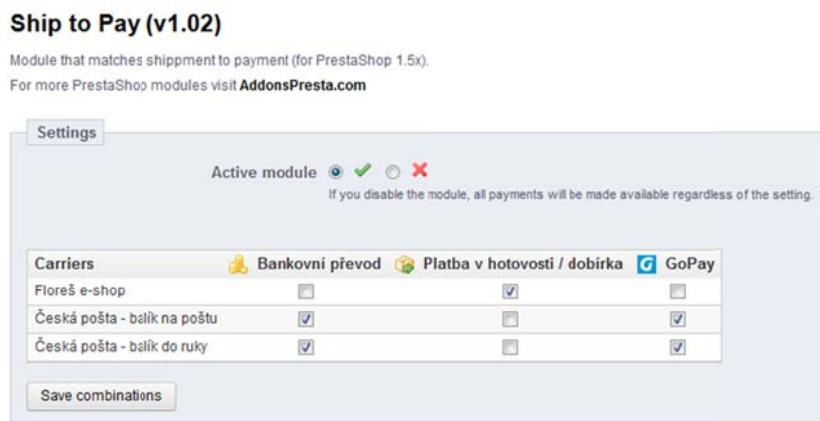 Ship to Pay (v1.02)
Module that matches shippment to payment (for PrestaShop 1.5x).
For more PrestaShop modules visit AddonsPresta.com
Settings
Active module
If you disable the module, all payments will be made available regardless of the setting.
Carriers Bankovní převod Platba v hotovosti / dobírka GoPay
Floreš e-shop
Česká pošta - balík na poštu
Česká pošta - balík do ruky
Save combinations